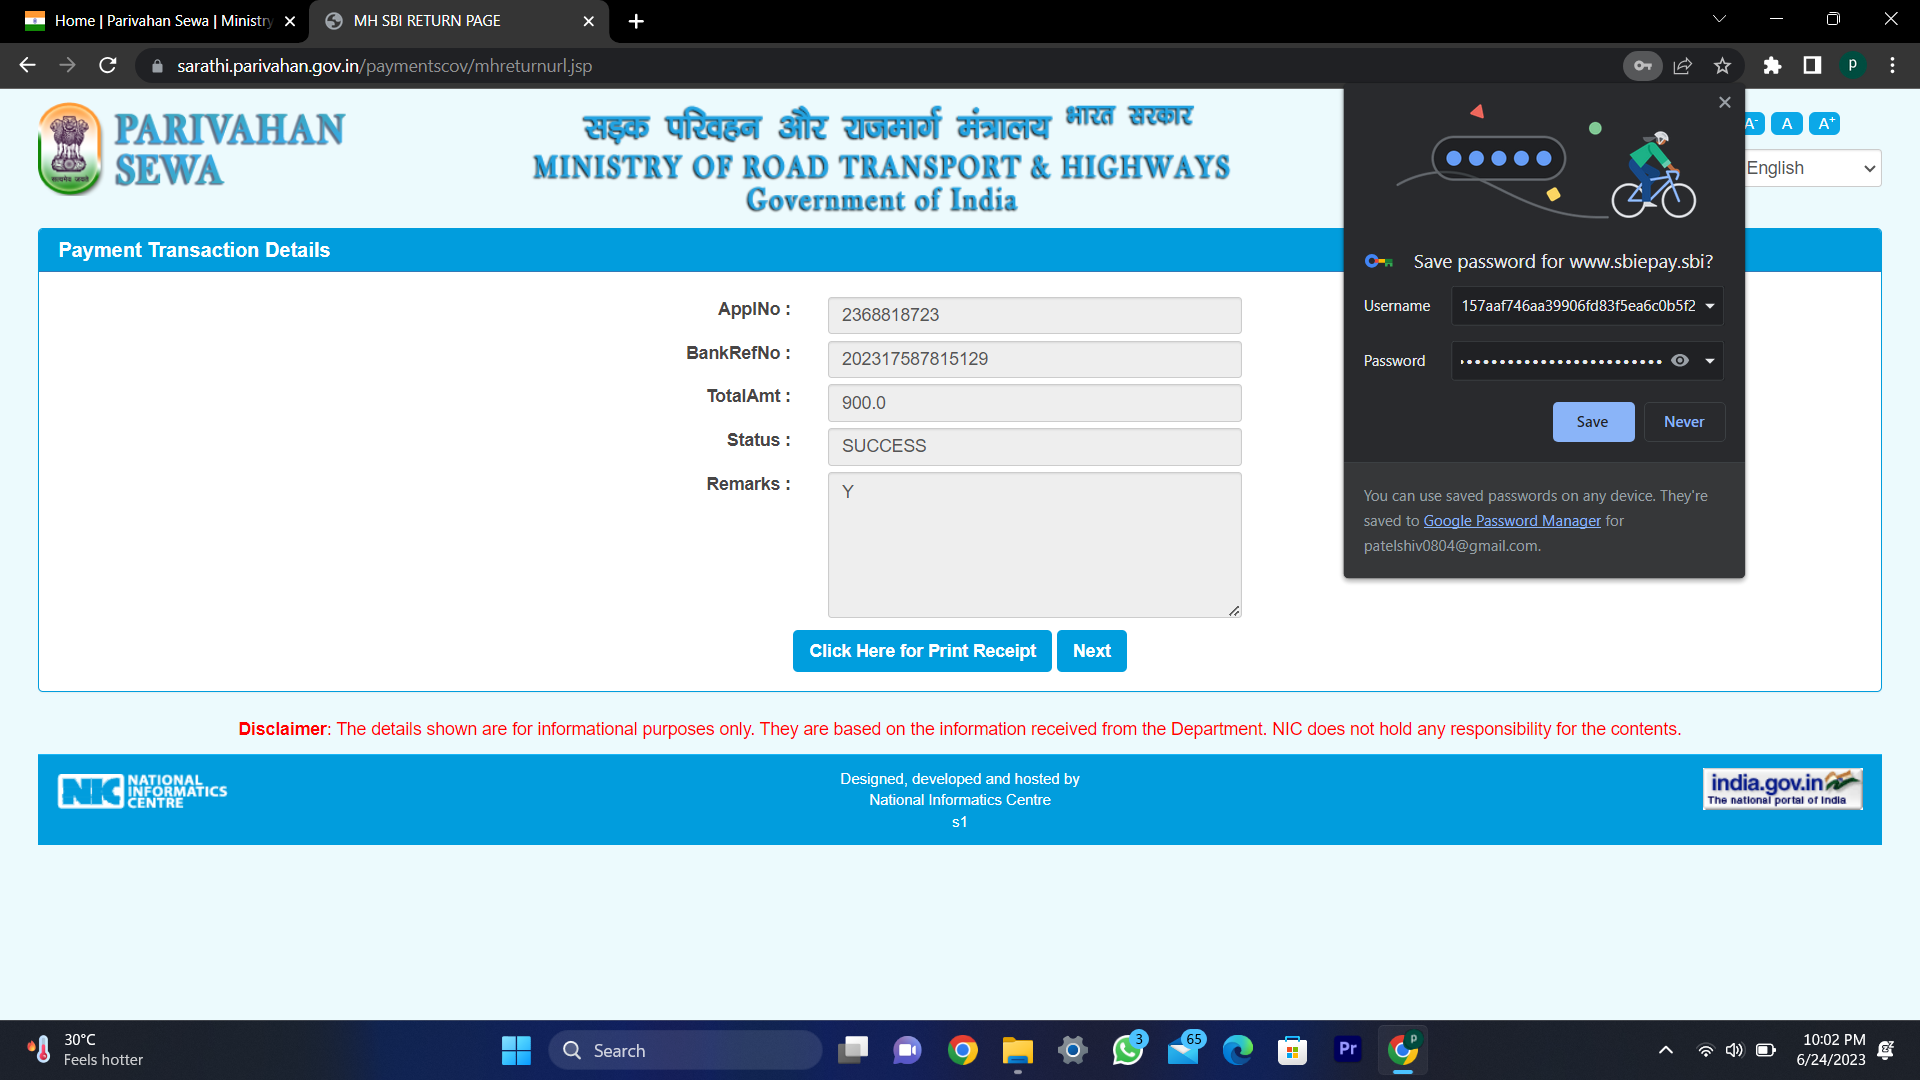 Home | Parivahan Sewa | Ministry
MH SBI RETURN PAGE
sarathi.parivahan.gov.in/paymentscov/mhreturnurl.jsp
P
PARIVAHAN
SEWA
सत्यमेव जयते
सड़क परिवहन और राजमार्ग मंत्रालय भारत सरकार
MINISTRY OF ROAD TRANSPORT & HIGHWAYS
Government of India
A- A A+
English
Save password for www.sbiepay.sbi?
Username 157aaf746aa39906fd83f5ea6c0b5f2
Password
Save Never
You can use saved passwords on any device. They're
saved to Google Password Manager for
patelshiv0804@gmail.com.
Payment Transaction Details
ApplNo : 2368818723
BankRefNo : 202317587815129
TotalAmt : 900.0
Status : SUCCESS
Remarks : Y
Click Here for Print Receipt Next
Disclaimer: The details shown are for informational purposes only. They are based on the information received from the Department. NIC does not hold any responsibility for the contents.
NIC NATIONAL
INFORMATICS
CENTRE
Designed, developed and hosted by
National Informatics Centre
s1
india.gov.in
The national portal of India
30°C
Feels hotter
Search
3
65
Pr
P
10:02 PM
6/24/2023